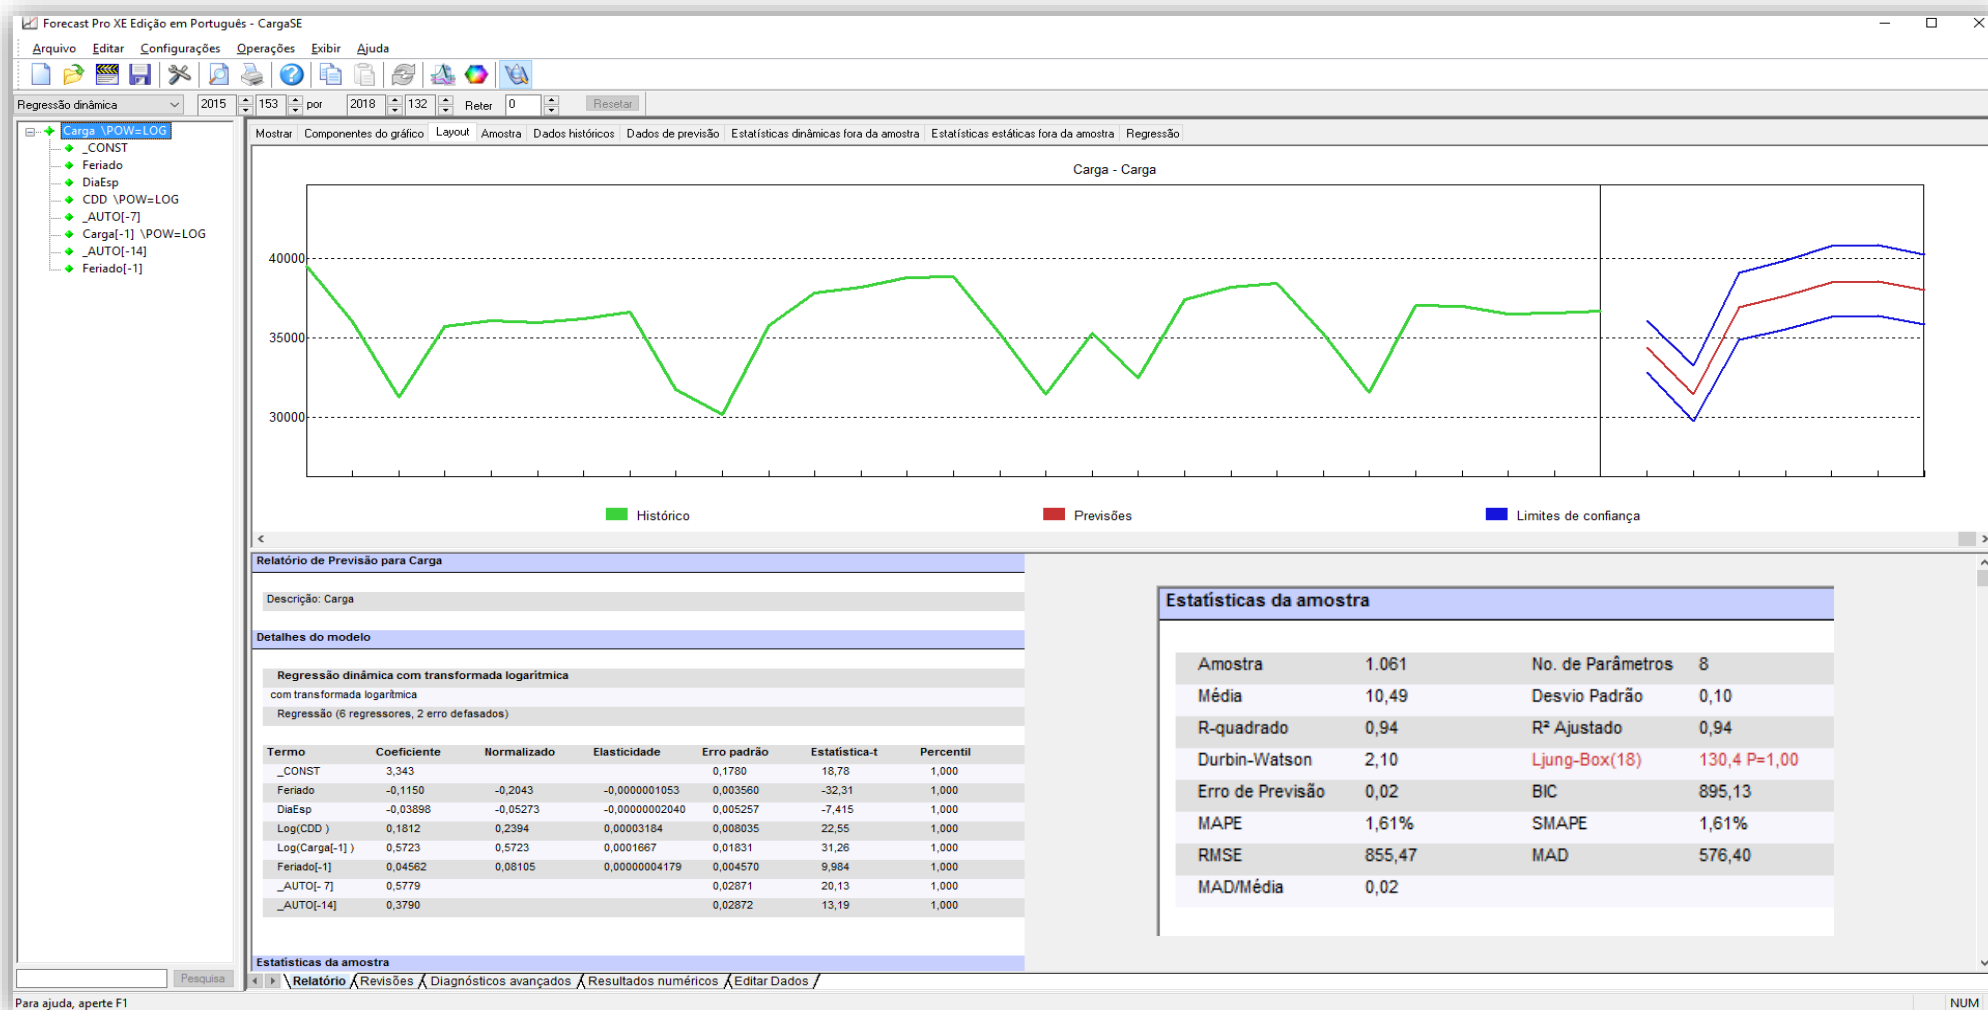 Forecast Pro XE Edição em Português - CargaSE
Arquivo Editar Configurações Operações Exibir Ajuda
Regressão dinâmica 2015 153 por 2018 132 Reter 0 Resetar
Carga \POW=LOG
_CONST
Feriado
DiaEsp
CDD \POW=LOG
_AUTO[-7]
Carga[-1] \POW=LOG
_AUTO[-14]
Feriado[-1]
Pesquisa
Mostrar Componentes do gráfico Layout Amostra Dados históricos Dados de previsão Estatísticas dinâmicas fora da amostra Estatísticas estáticas fora da amostra Regressão
Carga - Carga
40000
35000
30000
Histórico Previsões Limites de confiança
Relatório de Previsão para Carga
Descrição: Carga
Detalhes do modelo
Regressão dinâmica com transformada logarítmica
com transformada logarítmica
Regressão (6 regressores, 2 erro defasados)
Termo Coeficiente Normalizado Elasticidade Erro padrão Estatística-t Percentil
_CONST 3,343 0,1780 18,78 1,000
Feriado -0,1150 -0,2043 -0,0000001053 0,003560 -32,31 1,000
DiaEsp -0,03898 -0,05273 -0,00000002040 0,005257 -7,415 1,000
Log(CDD ) 0,1812 0,2394 0,00003184 0,008035 22,55 1,000
Log(Carga[-1] ) 0,5723 0,5723 0,0001667 0,01831 31,26 1,000
Feriado[-1] 0,04562 0,08105 0,00000004179 0,004570 9,984 1,000
_AUTO[- 7] 0,5779 0,02871 20,13 1,000
_AUTO[-14] 0,3790 0,02872 13,19 1,000
Estatísticas da amostra
Estatísticas da amostra
Amostra 1.061 No. de Parâmetros 8
Média 10,49 Desvio Padrão 0,10
R-quadrado 0,94 R² Ajustado 0,94
Durbin-Watson 2,10 Ljung-Box(18) 130,4 P=1,00
Erro de Previsão 0,02 BIC 895,13
MAPE 1,61% SMAPE 1,61%
RMSE 855,47 MAD 576,40
MAD/Média 0,02
Relatório Revisões Diagnósticos avançados Resultados numéricos Editar Dados
Para ajuda, aperte F1
NUM